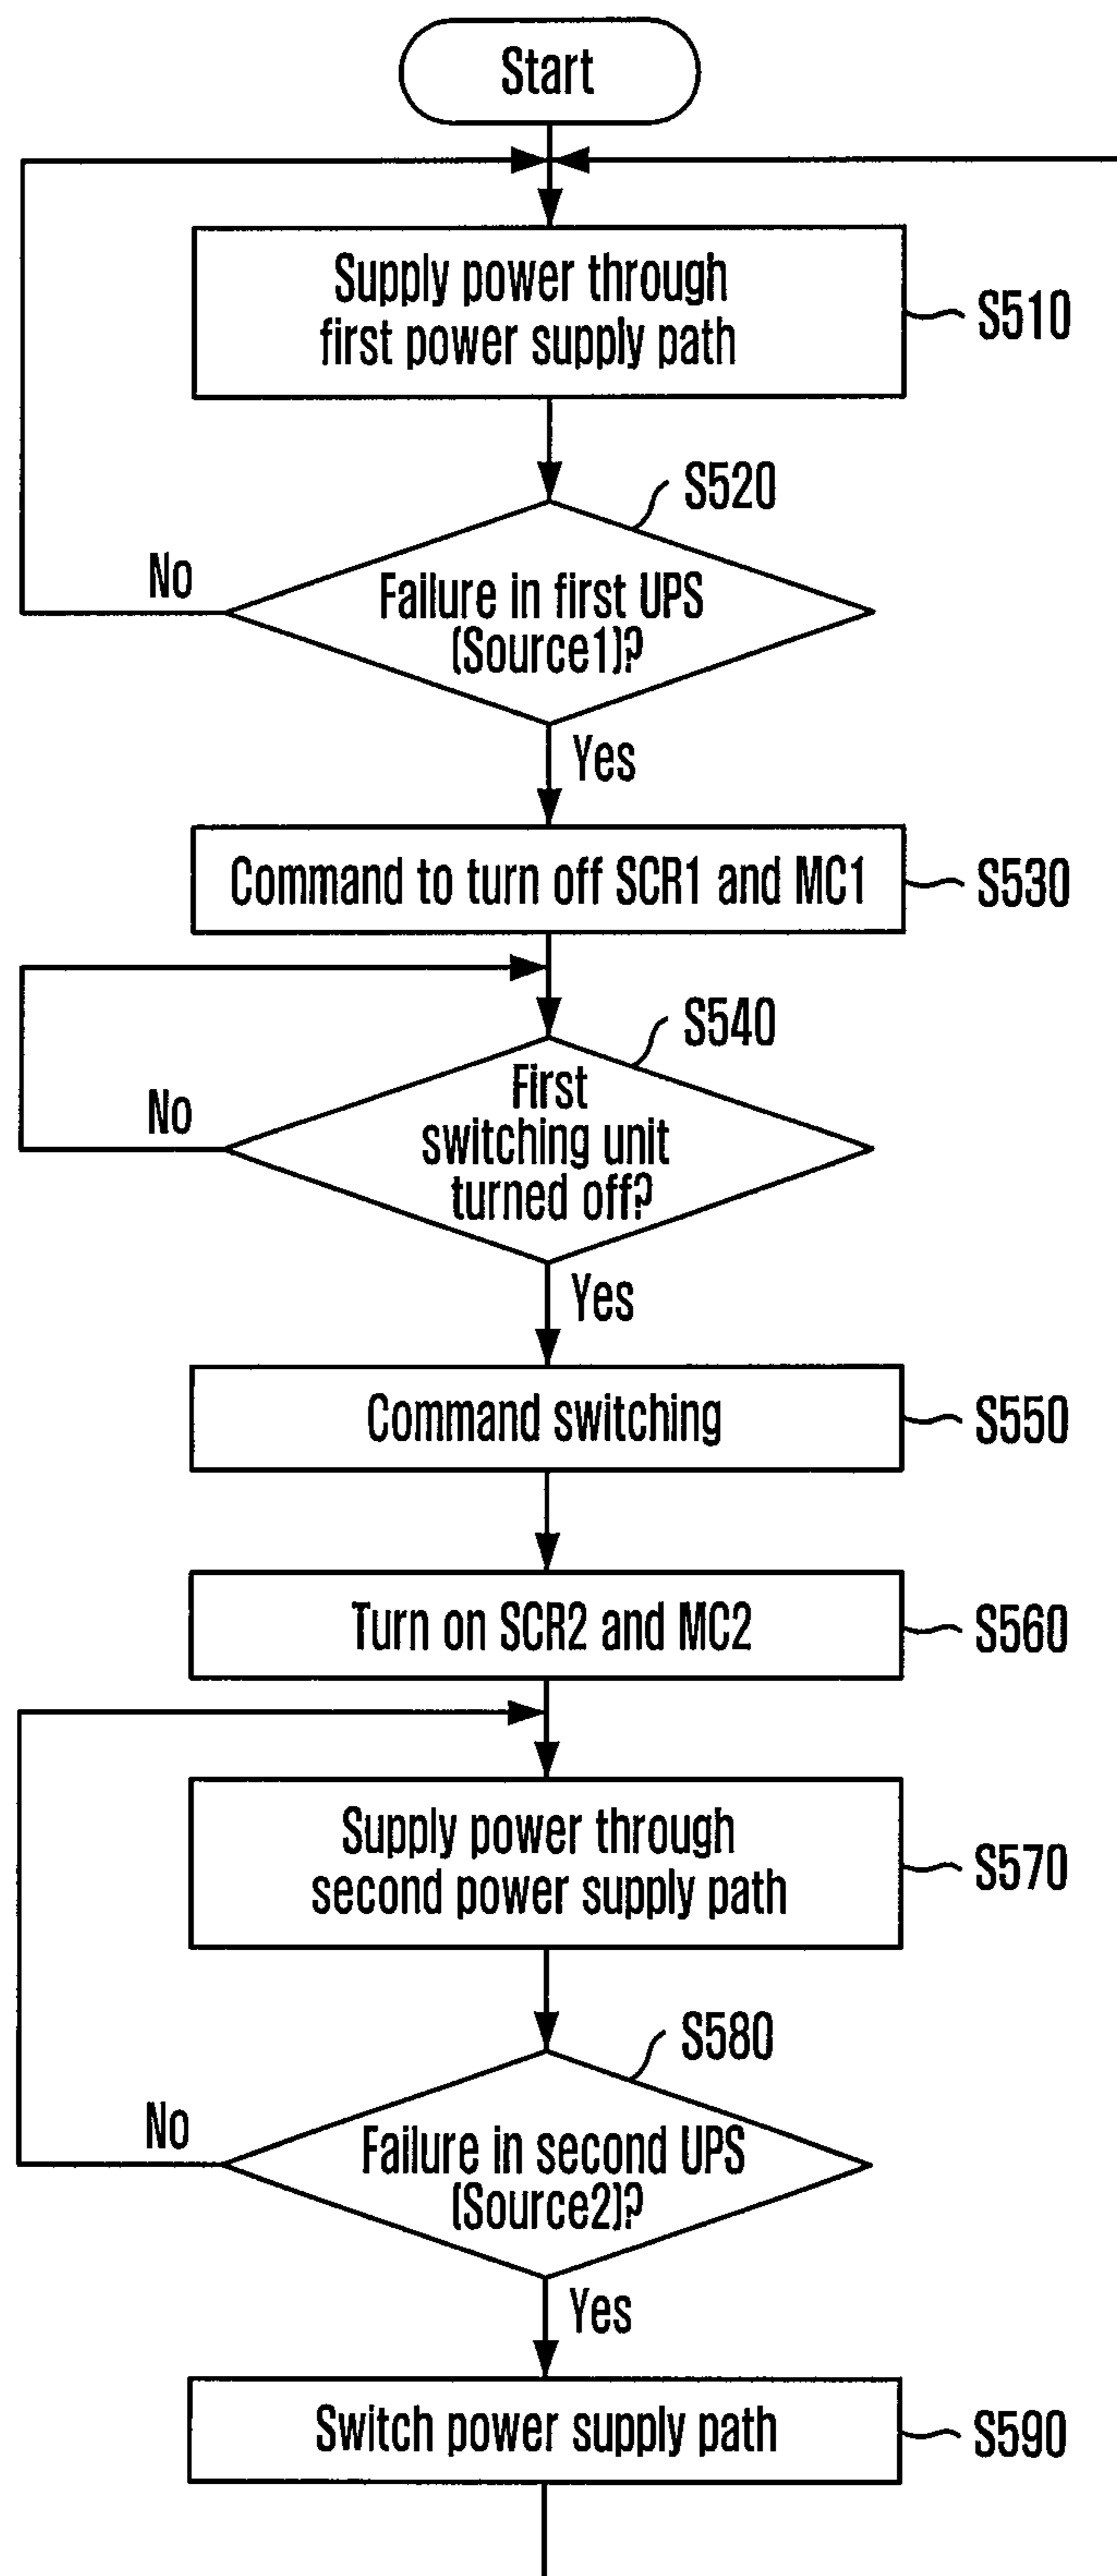 Start
Supply power through
first power supply path
S510
S520
No
Failure in first UPS
(Source1)?
Yes
Command to turn off SCR1 and MC1
S530
S540
No
First
switching unit
turned off?
Yes
Command switching
S550
Turn on SCR2 and MC2
S560
Supply power through
second power supply path
S570
S580
No
Failure in second UPS
(Source2)?
Yes
Switch power supply path
S590